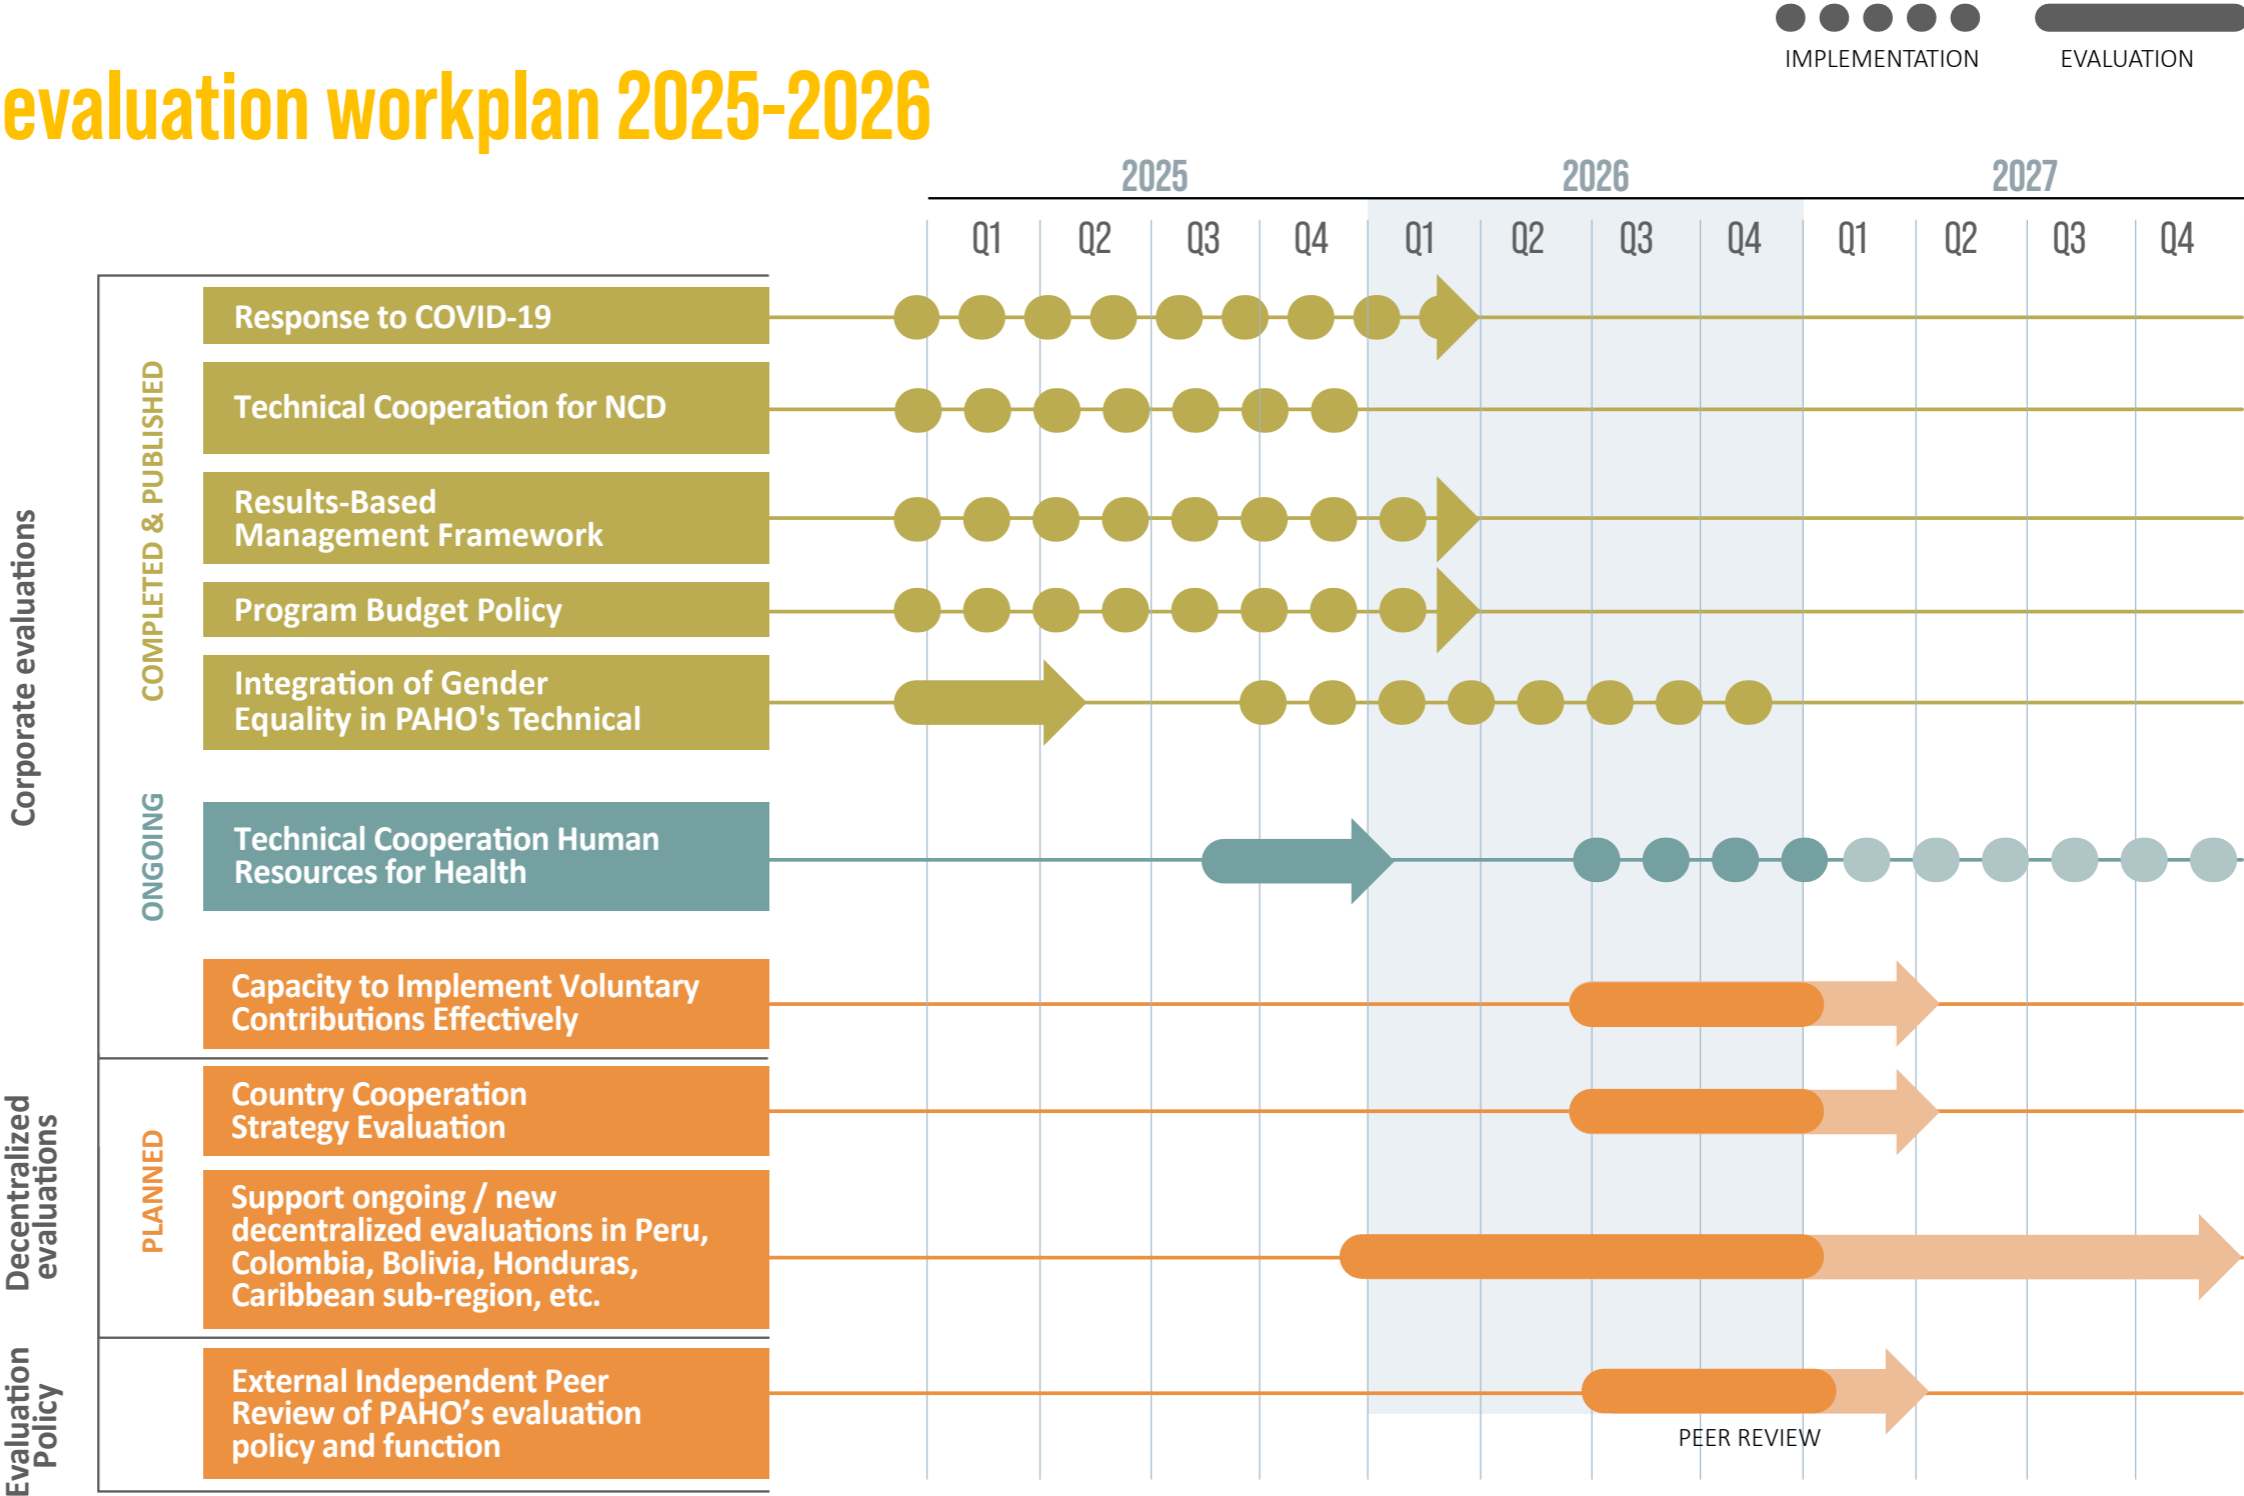 IMPLEMENTATION
EVALUATION
evaluation workplan 2025-2026
2025
2026
2027
Q1
Q2
Q3
Q4
Q1
Q2
Q3
Q4
Q1
Q2
Q3
Q4
Corporate evaluations
COMPLETED & PUBLISHED
Response to COVID-19
Technical Cooperation for NCD
Results-Based
Management Framework
Program Budget Policy
Integration of Gender
Equality in PAHO's Technical
ONGOING
Technical Cooperation Human
Resources for Health
Capacity to Implement Voluntary
Contributions Effectively
Decentralized
evaluations
PLANNED
Country Cooperation
Strategy Evaluation
Support ongoing / new
decentralized evaluations in Peru,
Colombia, Bolivia, Honduras,
Caribbean sub-region, etc.
Evaluation
Policy
External Independent Peer
Review of PAHO’s evaluation
policy and function
PEER REVIEW